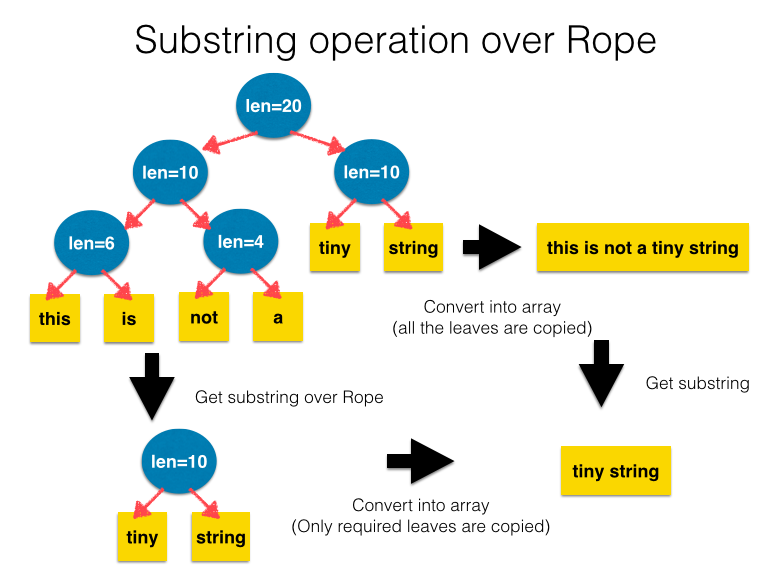 Substring operation over Rope
len=20
len=10
len=10
len=6
len=4
tiny
string
this is not a tiny string
this
is
not
a
Convert into array
(all the leaves are copied)
Get substring over Rope
Get substring
len=10
tiny
string
Convert into array
(Only required leaves are copied)
tiny string